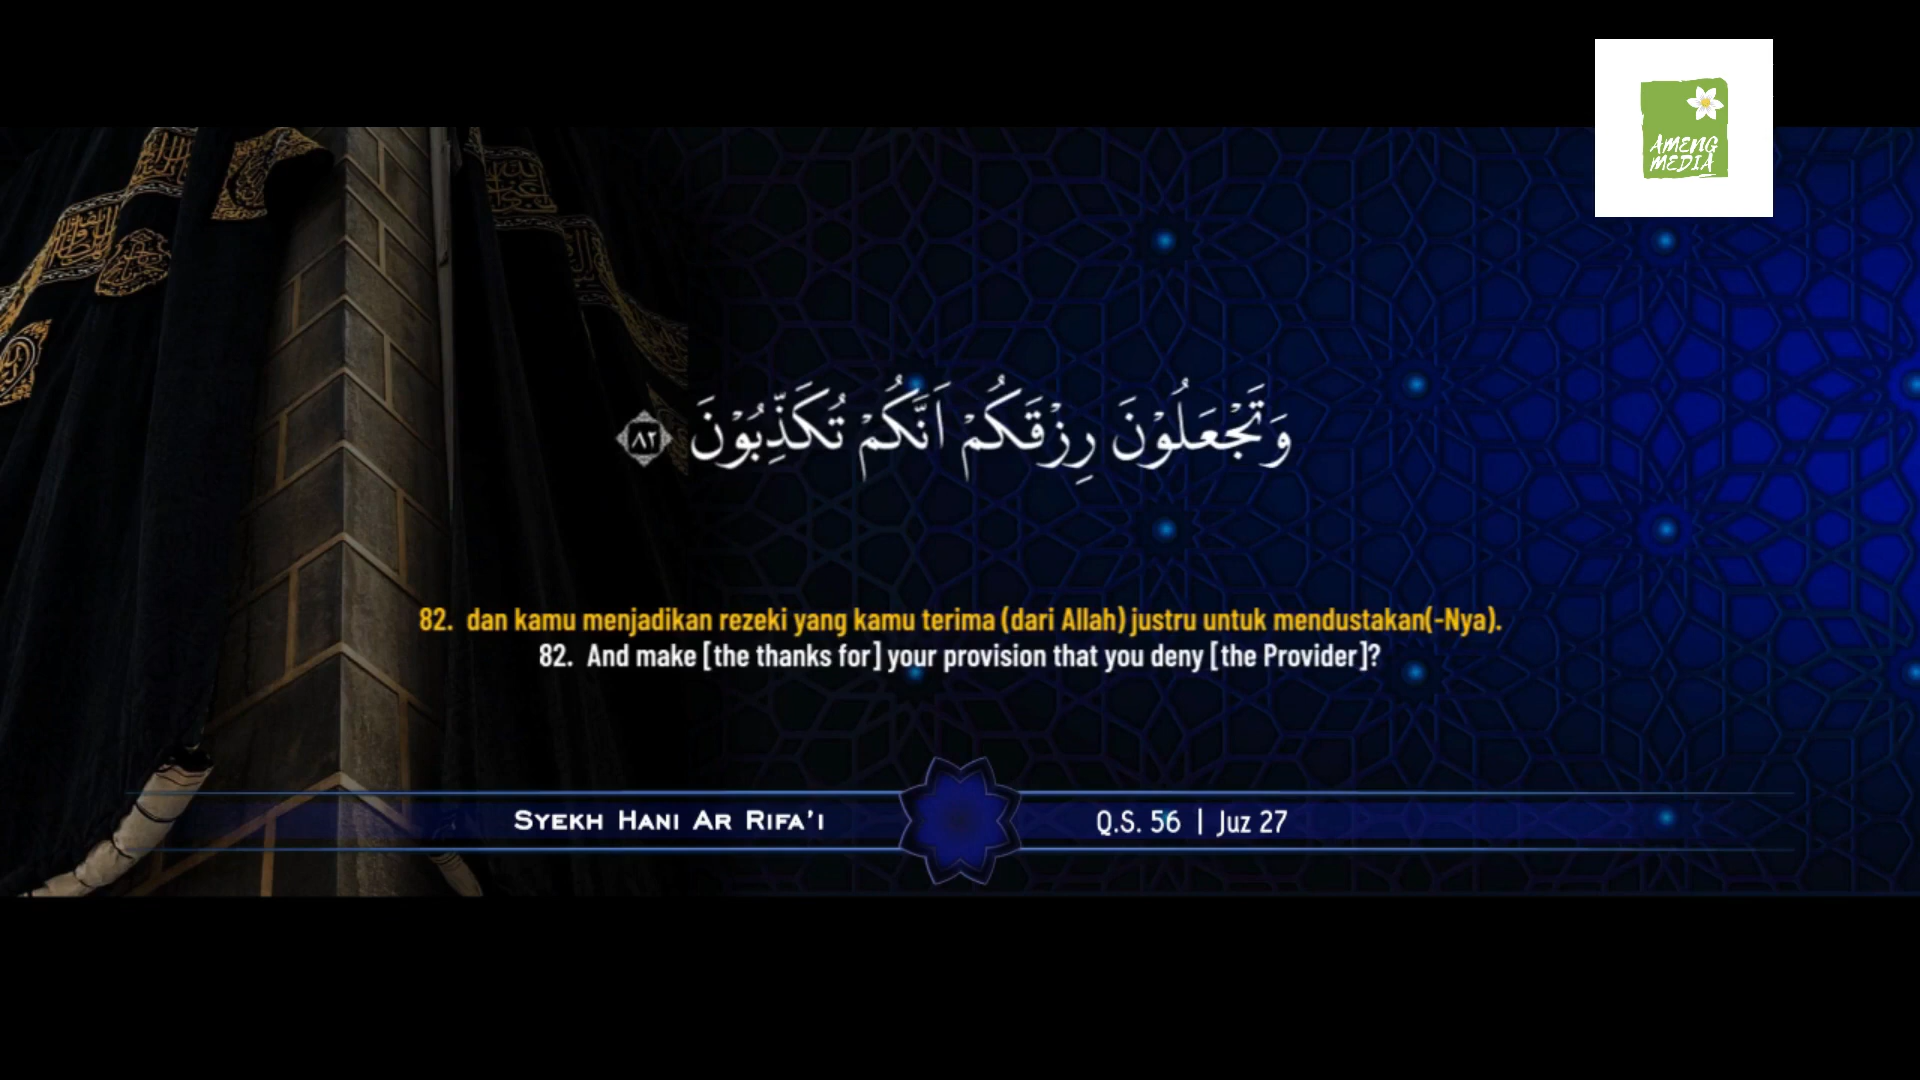 AMENG
MEDIA
وَتَجْعَلُوْنَ رِزْقَكُمْ اَنَّكُمْ تُكَذِّبُوْنَ ٨٢
82. dan kamu menjadikan rezeki yang kamu terima (dari Allah) justru untuk mendustakan(-Nya).
82. And make [the thanks for] your provision that you deny [the Provider]?
SYEKH HANI AR RIFA'I
Q.S. 56 | Juz 27